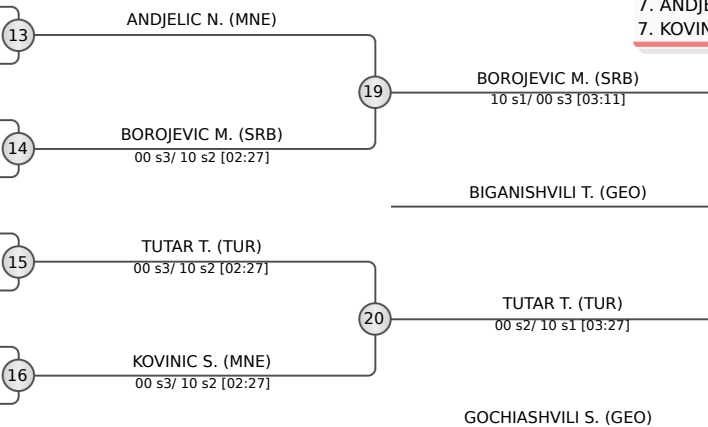 7. ANDJE
7. KOVIN
13
ANDJELIC N. (MNE)
19
BOROJEVIC M. (SRB)
10 s1/ 00 s3 [03:11]
14
BOROJEVIC M. (SRB)
00 s3/ 10 s2 [02:27]
BIGANISHVILI T. (GEO)
15
TUTAR T. (TUR)
00 s3/ 10 s2 [02:27]
20
TUTAR T. (TUR)
00 s2/ 10 s1 [03:27]
16
KOVINIC S. (MNE)
00 s3/ 10 s2 [02:27]
GOCHIASHVILI S. (GEO)